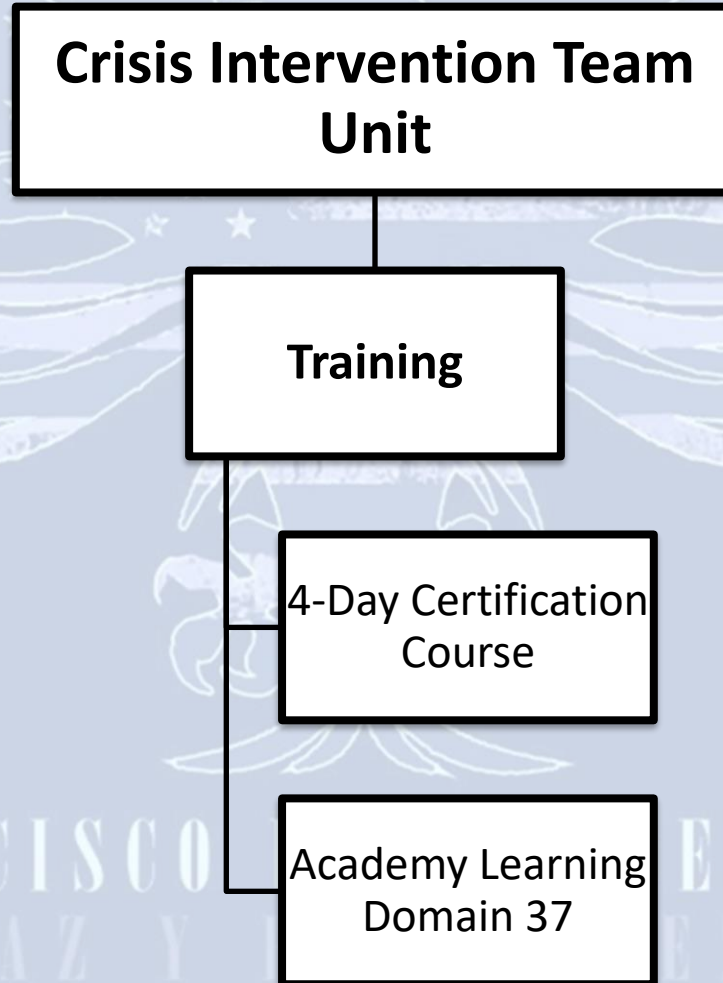 Crisis Intervention Team
Unit
Training
4-Day Certification
Course
Academy Learning
Domain 37